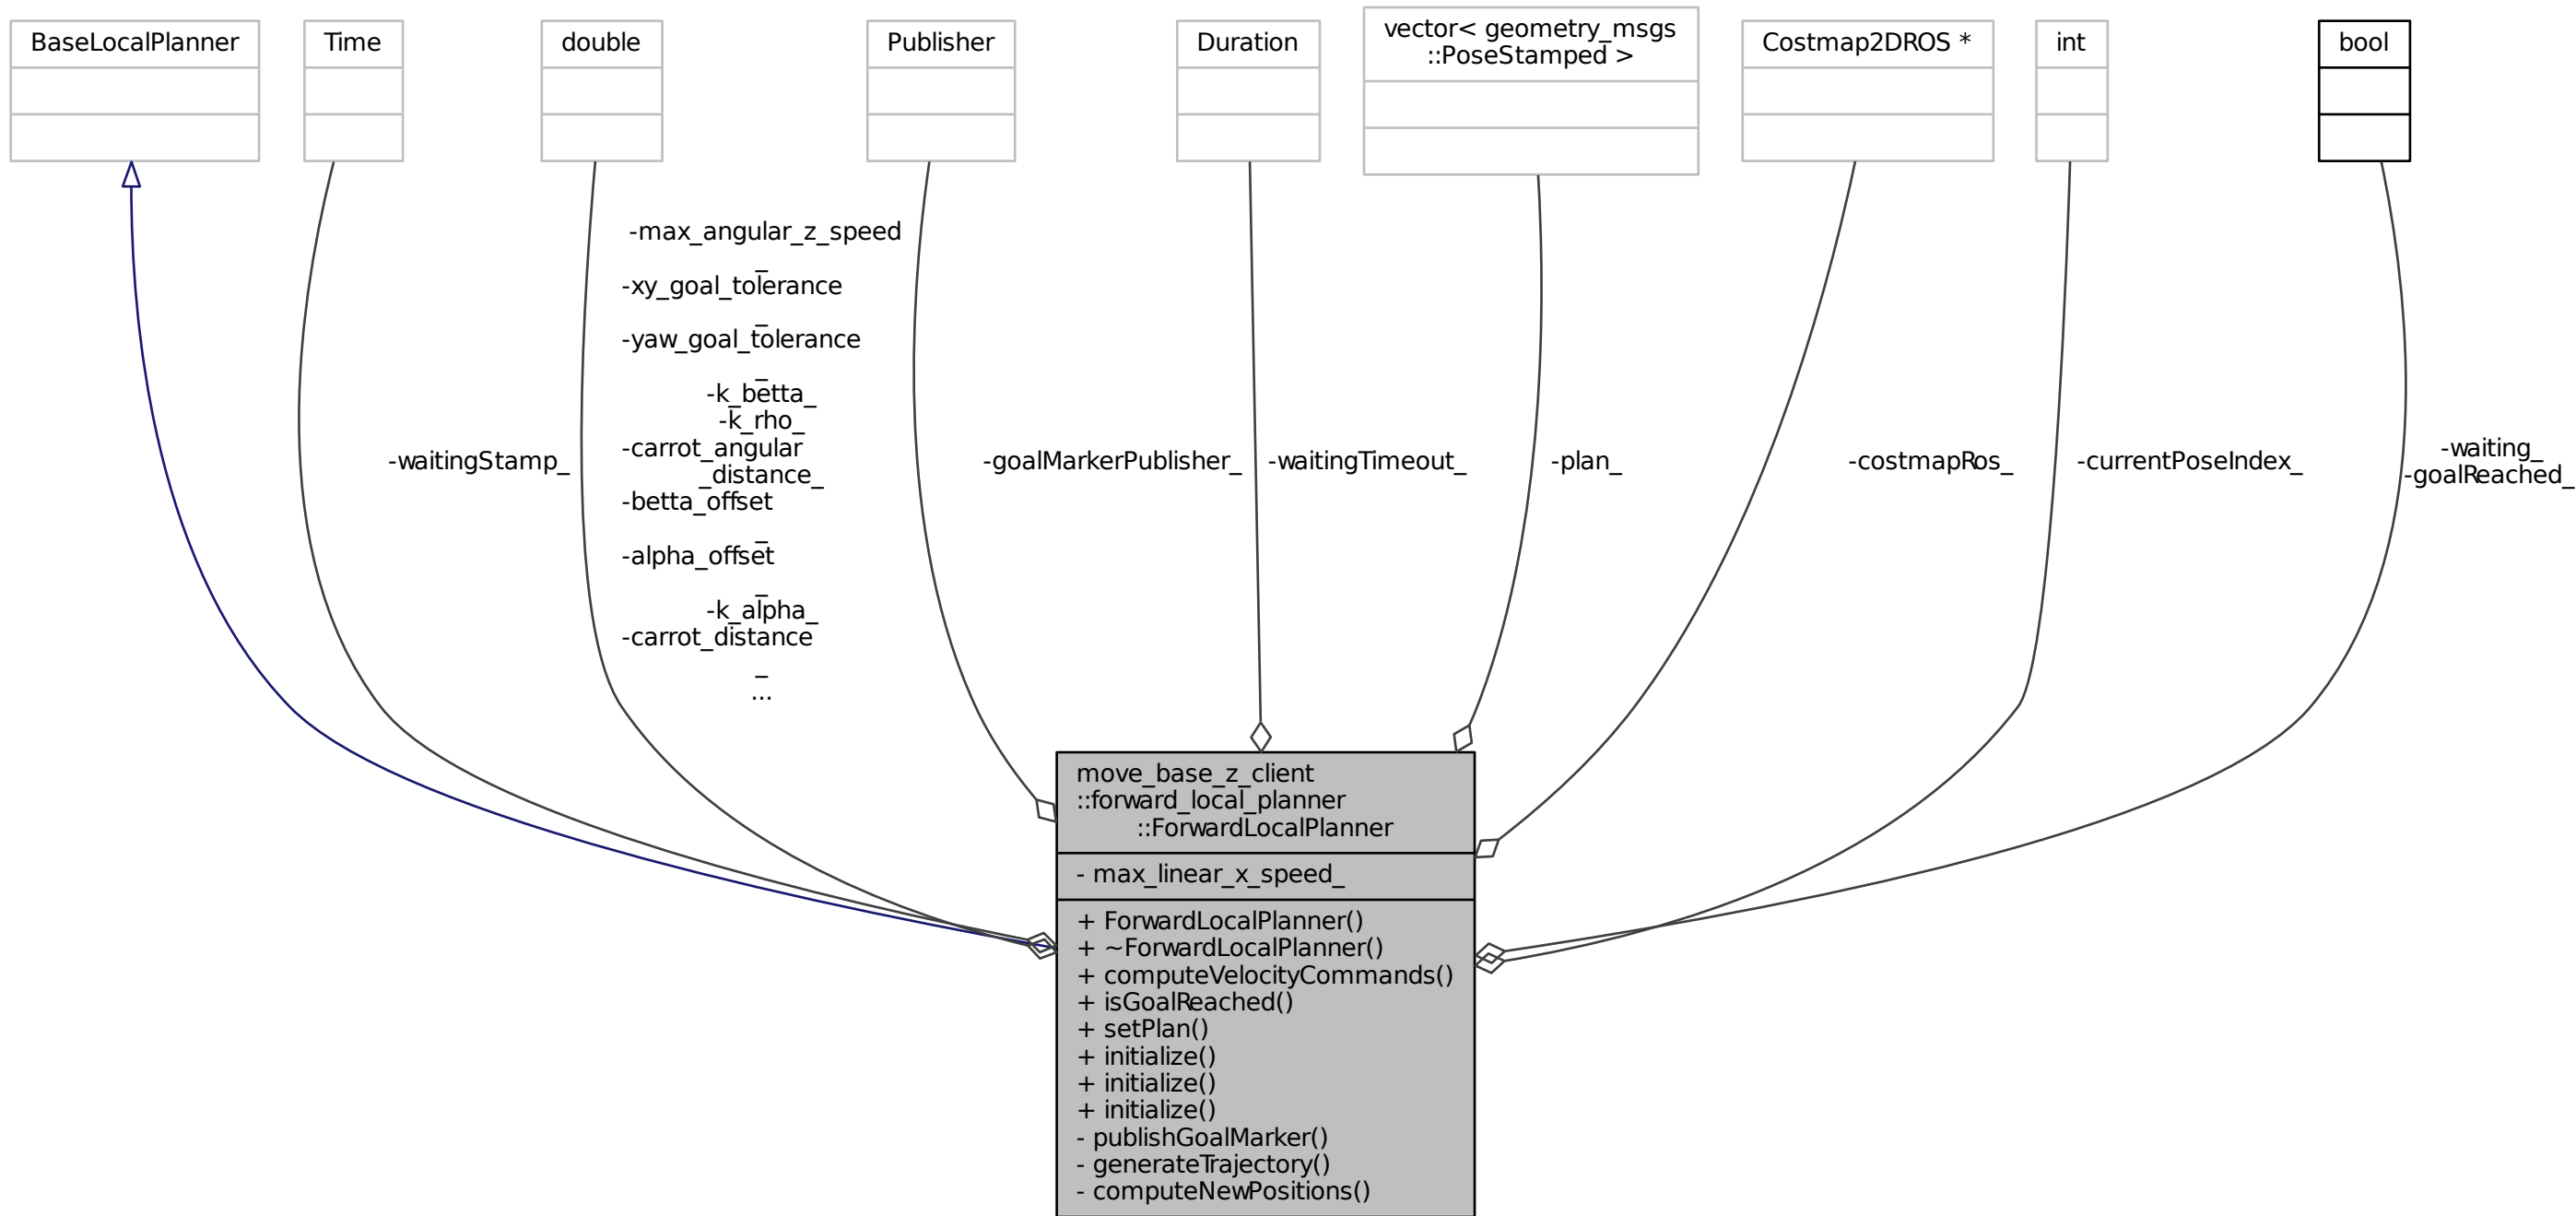 BaseLocalPlanner
Time
double
Publisher
Duration
vector< geometry_msgs
::PoseStamped >
Costmap2DROS *
int
bool
-waitingStamp_
-max_angular_z_speed
_
-xy_goal_tolerance
_
-yaw_goal_tolerance
_
-k_betta_
-k_rho_
-carrot_angular
_distance_
-betta_offset
_
-alpha_offset
_
-k_alpha_
-carrot_distance
_
...
-goalMarkerPublisher_
-waitingTimeout_
-plan_
-costmapRos_
-currentPoseIndex_
-waiting_
-goalReached_
move_base_z_client
::forward_local_planner
::ForwardLocalPlanner
- max_linear_x_speed_
+ ForwardLocalPlanner()
+ ~ForwardLocalPlanner()
+ computeVelocityCommands()
+ isGoalReached()
+ setPlan()
+ initialize()
+ initialize()
+ initialize()
- publishGoalMarker()
- generateTrajectory()
- computeNewPositions()